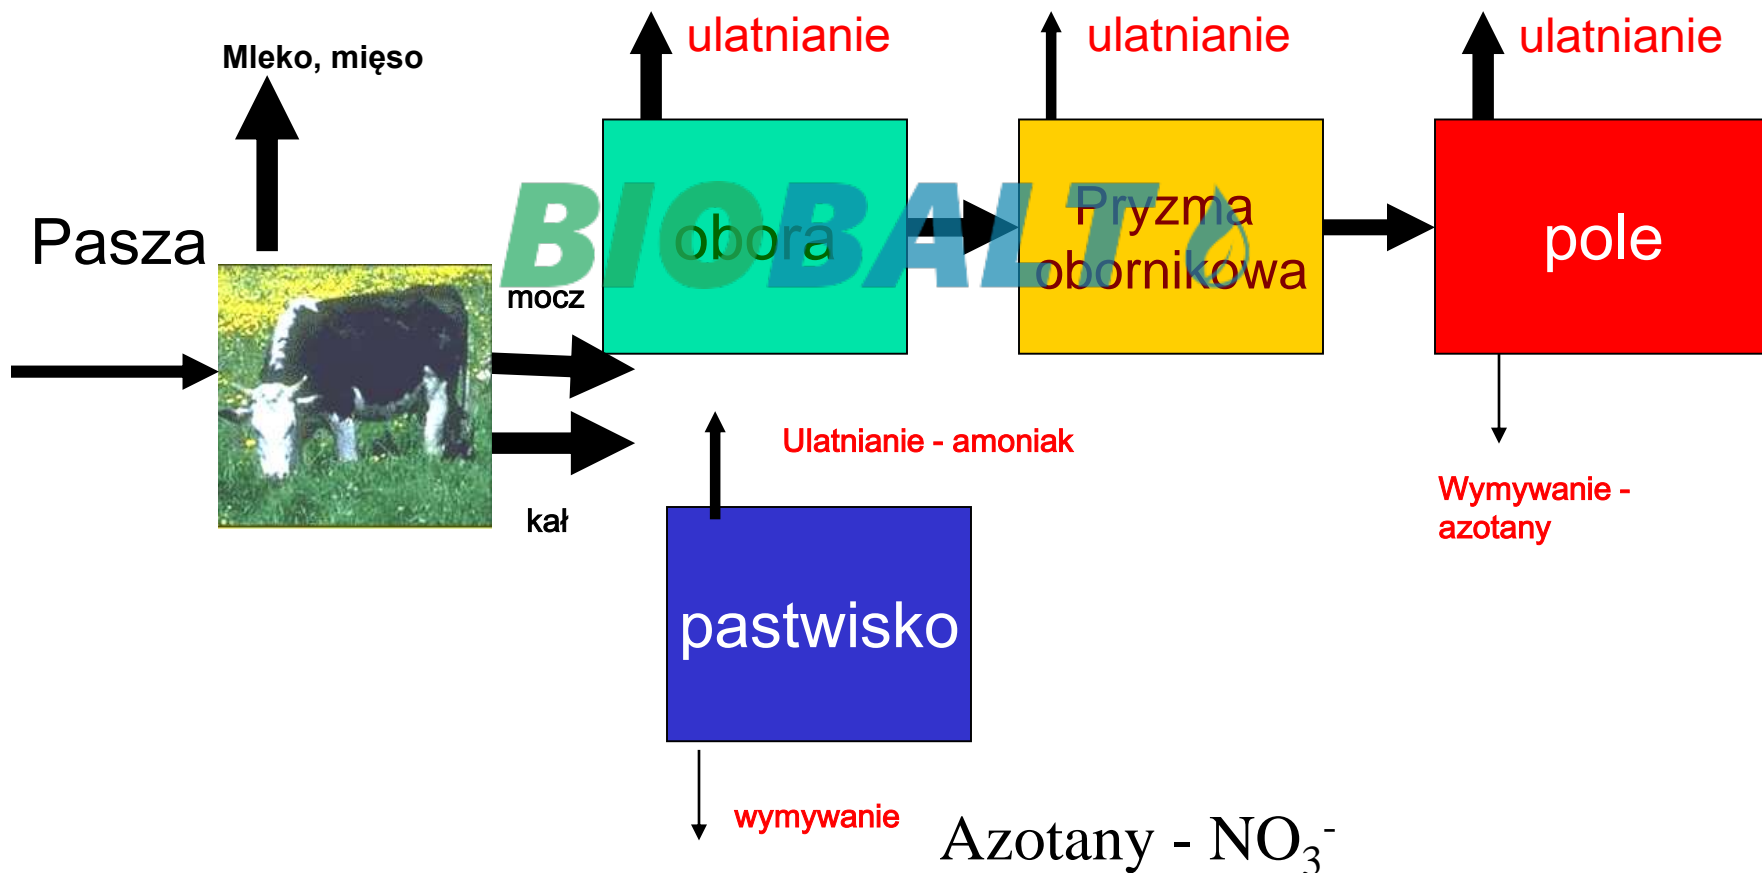 ulatnianie
ulatnianie
ulatnianie
Mleko, mięso
Pasza
BIOBALT
obora
Pryzma
obornikowa
pole
mocz
kał
Ulatnianie - amoniak
Wymywanie -
azotany
pastwisko
wymywanie
Azotany - NO₃⁻